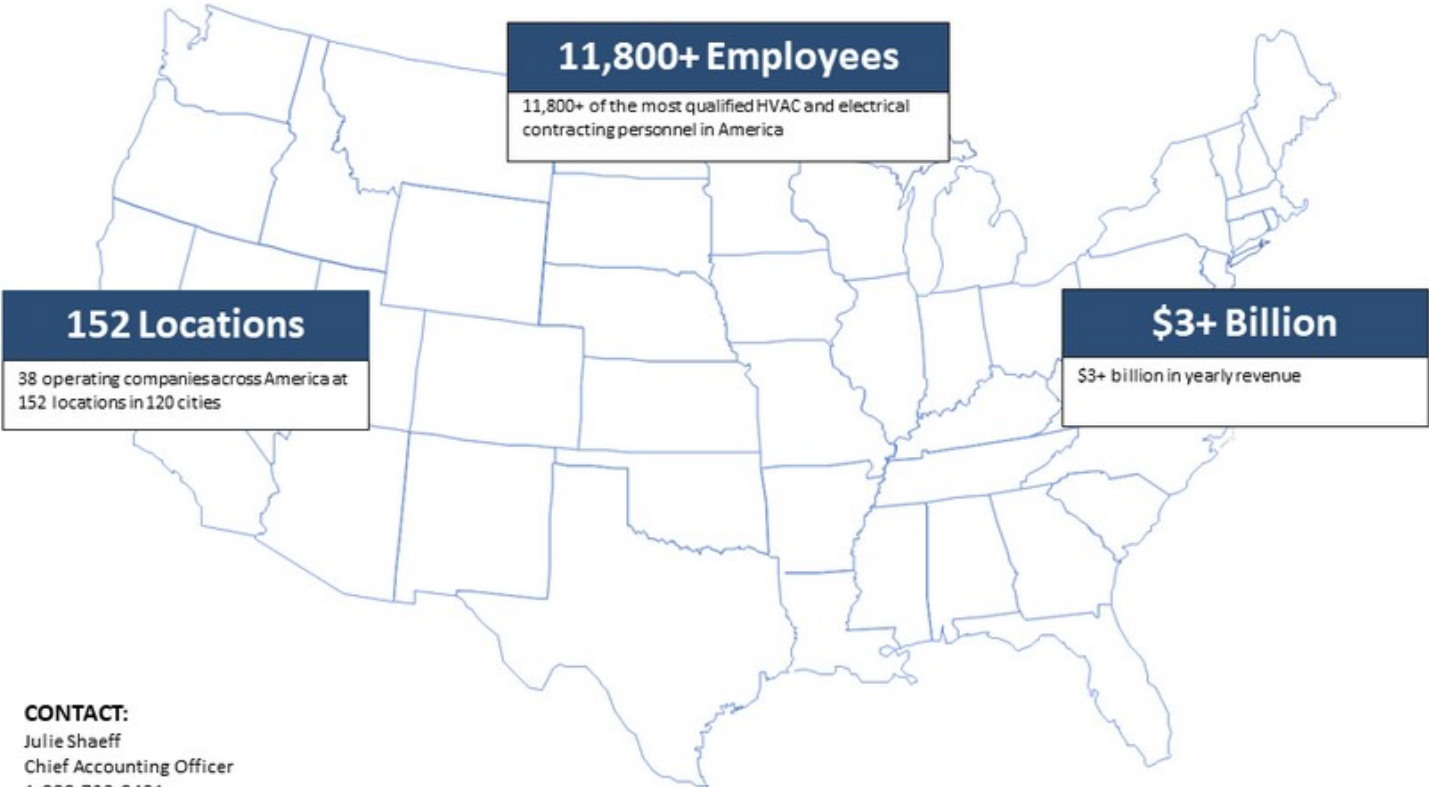 11,800+ Employees
11,800+ of the most qualified HVAC and electrical
contracting personnel in America
152 Locations
38 operating companies across America at
152 locations in 120 cities
$3+ Billion
$3+ billion in yearly revenue
CONTACT:
Julie Shaeff
Chief Accounting Officer